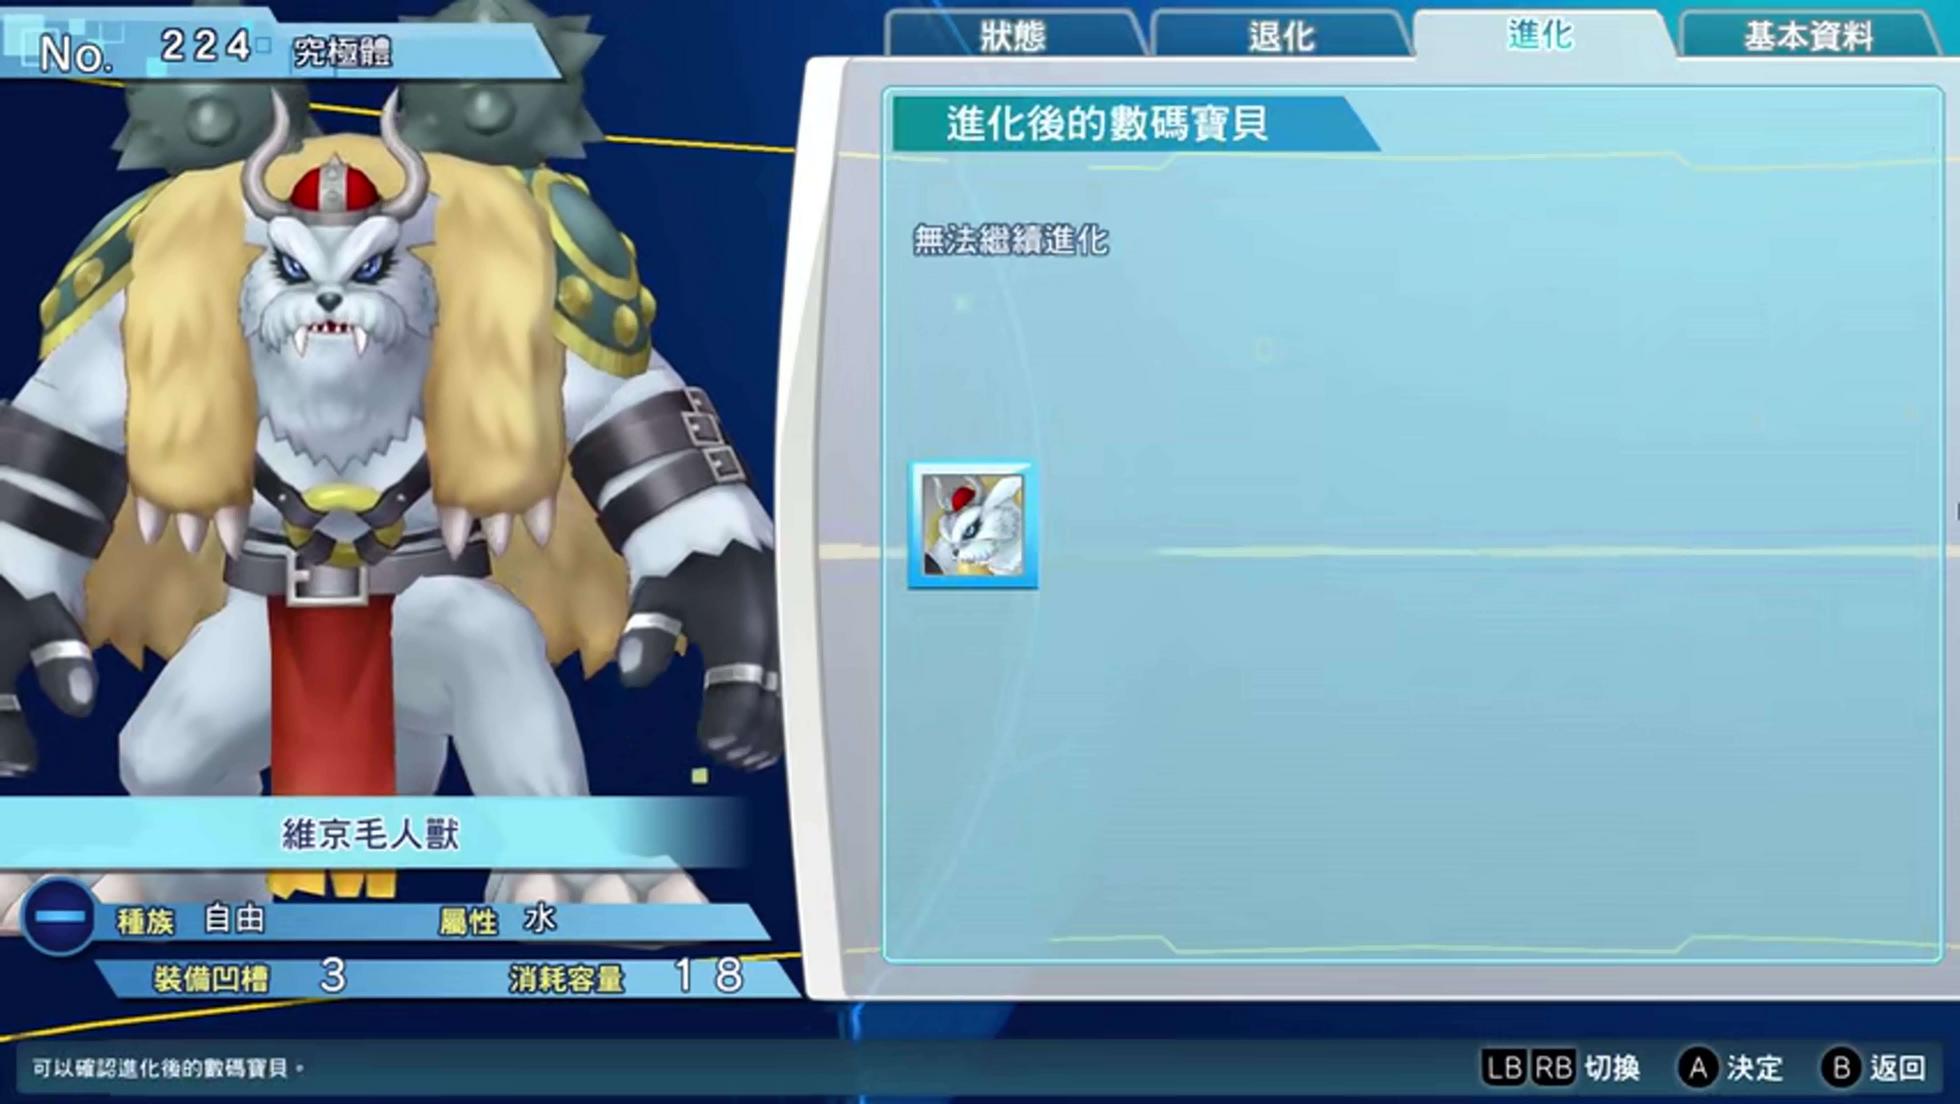 No. 224 究極體
狀態 退化 進化 基本資料
進化後的數碼寶貝
無法繼續進化
維京毛人獸
種族 自由 屬性 水
裝備凹槽 3 消耗容量 18
可以確認進化後的數碼寶貝。
LB RB 切換 A 決定 B 返回